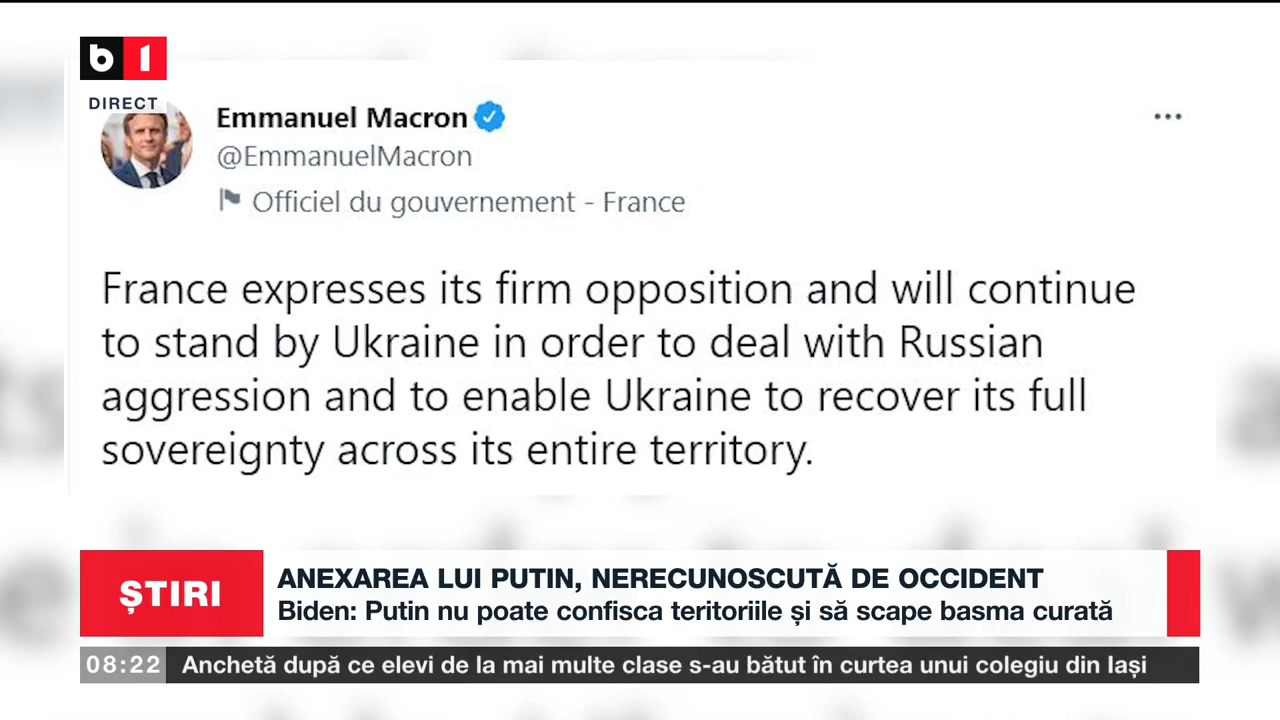 b1
DIRECT
Emmanuel Macron
@EmmanuelMacron
Officiel du gouvernement - France
France expresses its firm opposition and will continue
to stand by Ukraine in order to deal with Russian
aggression and to enable Ukraine to recover its full
sovereignty across its entire territory.
ȘTIRI
ANEXAREA LUI PUTIN, NERECUNOSCUTĂ DE OCCIDENT
Biden: Putin nu poate confisca teritoriile și să scape basma curată
08:22 Anchetă după ce elevi de la mai multe clase s-au bătut în curtea unui colegiu din Iași